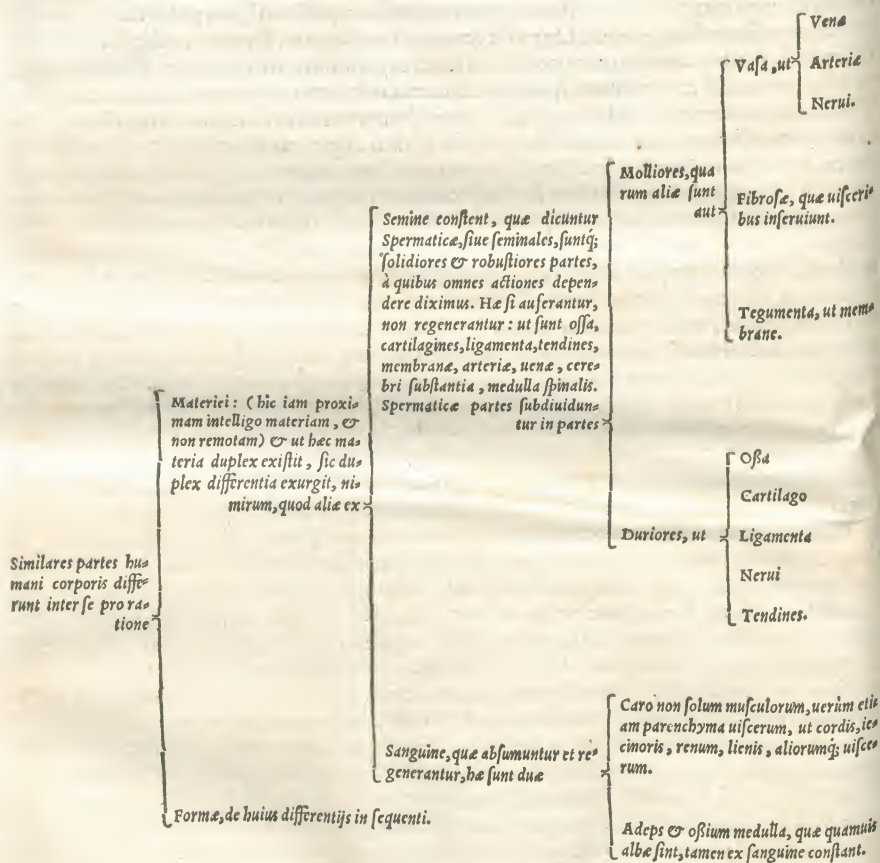 Similares partes hu⸗
mani corporis diffe⸗
runt inter ſe pro ra⸗
tione
Materiei: (hic iam proxi⸗
mam intelligo materiam, &
non remotam) & ut hæc ma⸗
teria duplex exiſtit, ſic du⸗
plex differentia exurgit, ni⸗
mirum, quod aliæ ex
Semine conſtent, quæ dicuntur
Spermaticæ, ſiue ſeminales, ſuntq́;
ſolidiores & robuſtiores partes,
à quibus omnes actiones depen⸗
dere diximus. Hæ ſi auferantur,
non regenerantur: ut ſunt oſſa,
cartilagines, ligamenta, tendines,
membranæ, arteriæ, uenæ, cere⸗
bri ſubſtantia, medulla ſpinalis.
Spermaticæ partes ſubdiuidun⸗
tur in partes
Molliores, qua
rum aliæ ſunt
aut
Vaſa, ut
Venæ
Arteriæ
Nerui.
Fibroſæ, quæ uiſceri⸗
bus inſeruiunt.
Tegumenta, ut mem⸗
brane.
Duriores, ut
Oßa
Cartilago
Ligamenta
Nerui
Tendines.
Sanguine, quæ abſumuntur et re⸗
generantur, hæ ſunt duæ
Caro non ſolum muſculorum, uerùm eti⸗
am parenchyma uiſcerum, ut cordis, ie⸗
cinoris, renum, lienis, aliorumq́; uiſce⸗
rum.
Adeps & oßium medulla, quæ quamuis
albæ ſint, tamen ex ſanguine conſtant.
Formæ, de huius differentijs in ſequenti.